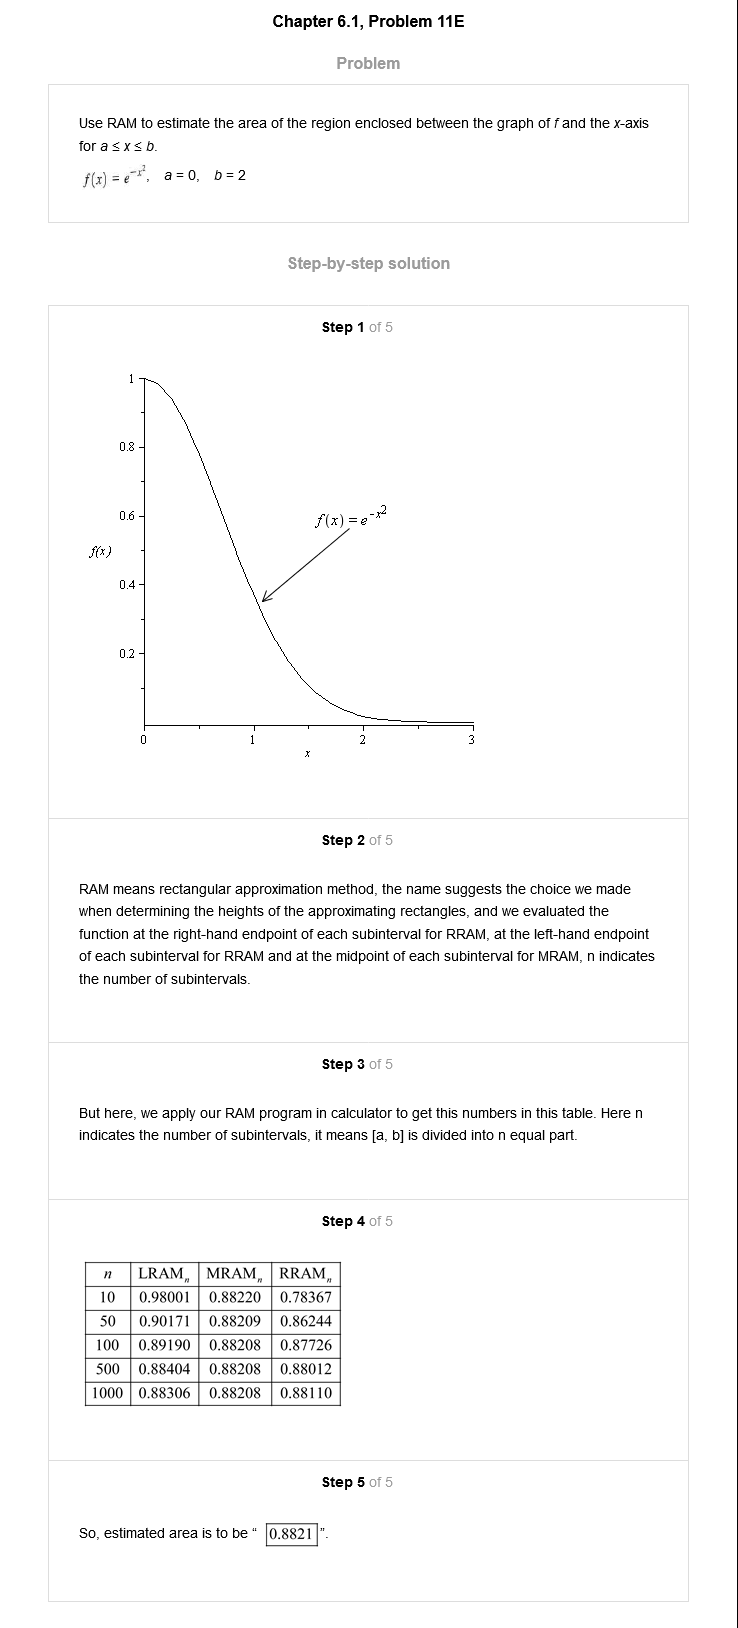 Chapter 6.1, Problem 11E
Problem
Use RAM to estimate the area of the region enclosed between the graph of f and the x-axis
for a ≤ x ≤ b.
f(x) = e^{-x^2}, a = 0, b = 2
Step-by-step solution
Step 1 of 5
1
0.8
0.6
f(x) = e^{-x^2}
f(x)
0.4
0.2
0 1 2 3
x
Step 2 of 5
RAM means rectangular approximation method, the name suggests the choice we made
when determining the heights of the approximating rectangles, and we evaluated the
function at the right-hand endpoint of each subinterval for RRAM, at the left-hand endpoint
of each subinterval for RRAM and at the midpoint of each subinterval for MRAM, n indicates
the number of subintervals.
Step 3 of 5
But here, we apply our RAM program in calculator to get this numbers in this table. Here n
indicates the number of subintervals, it means [a, b] is divided into n equal part.
Step 4 of 5
n LRAMₙ MRAMₙ RRAMₙ
10 0.98001 0.88220 0.78367
50 0.90171 0.88209 0.86244
100 0.89190 0.88208 0.87726
500 0.88404 0.88208 0.88012
1000 0.88306 0.88208 0.88110
Step 5 of 5
So, estimated area is to be “ 0.8821 ”.